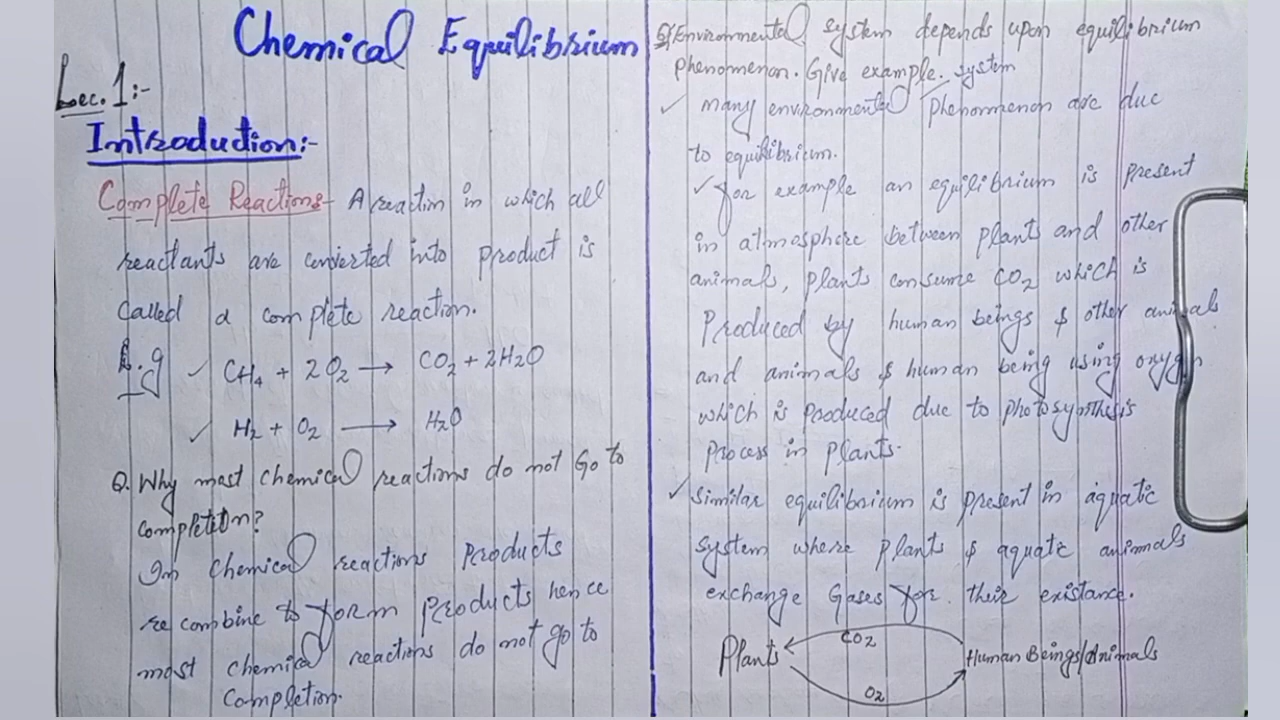 Chemical Equilibrium
Lec. 1:-
Introduction:-
Complete Reactions- A reaction in which all
reactants are converted into product is
called a complete reaction.
E.g ✓ CH₄ + 2O₂ → CO₂ + 2H₂O
✓ H₂ + O₂ → H₂O
Q. Why most chemical reactions do not go to
completion?
In chemical reactions products
re combine to form products hence
most chemical reactions do not go to
completion.
Q Environmental system depends upon equilibrium
phenomenon. Give example. system
✓ many environmental phenormenon are due
to equilibrium.
✓ for example an equilibrium is present
in atmosphere between plants and other
animals, plants consume CO₂ which is
produced by human beings & other animals
and animals & human being using oxygen
which is produced due to photosynthesis
process in plants.
✓ similar equilibrium is present in aquatic
system where plants & aquatic animals
exchange gases for their existance.
CO₂
Plants Human Beings/Animals
O₂